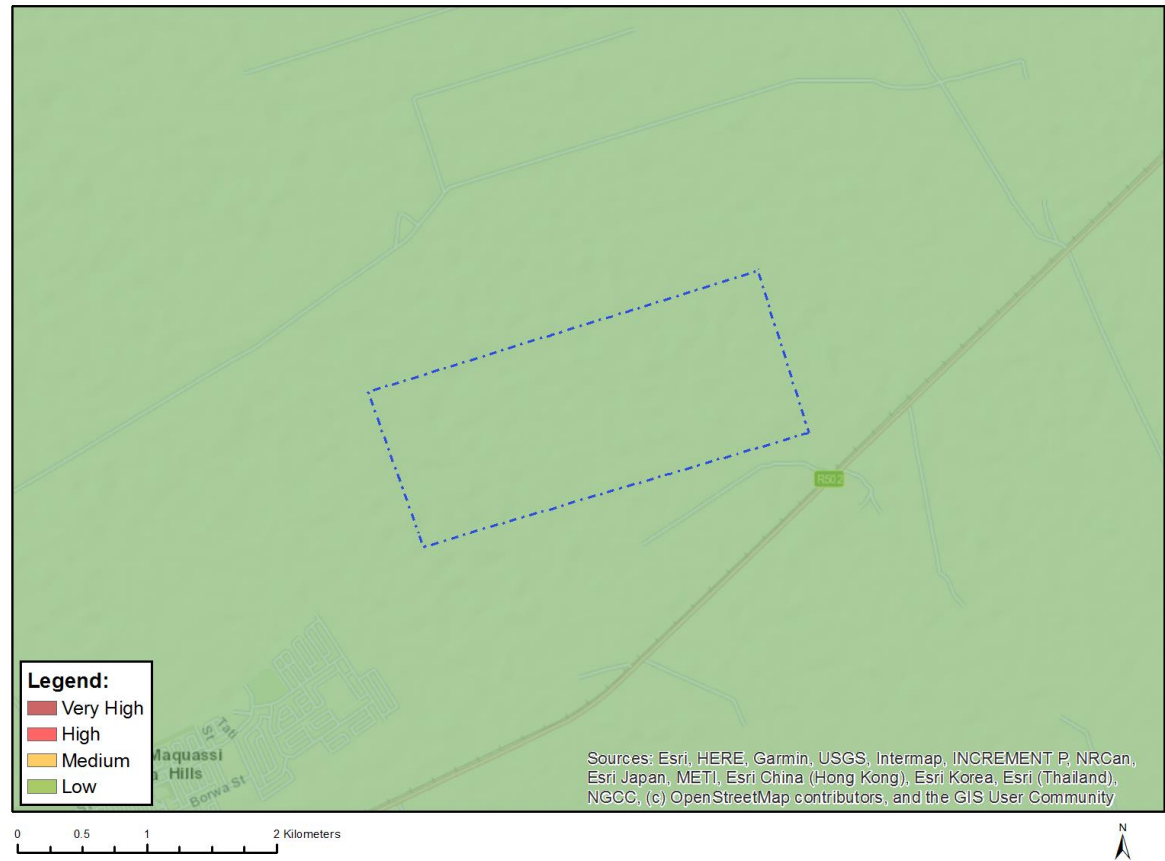 R502
Tati
St
Maquassi
a Hills
Borwa St
Legend:
Very High
High
Medium
Low
Sources: Esri, HERE, Garmin, USGS, Intermap, INCREMENT P, NRCan,
Esri Japan, METI, Esri China (Hong Kong), Esri Korea, Esri (Thailand),
NGCC, (c) OpenStreetMap contributors, and the GIS User Community
0 0.5 1 2 Kilometers
N